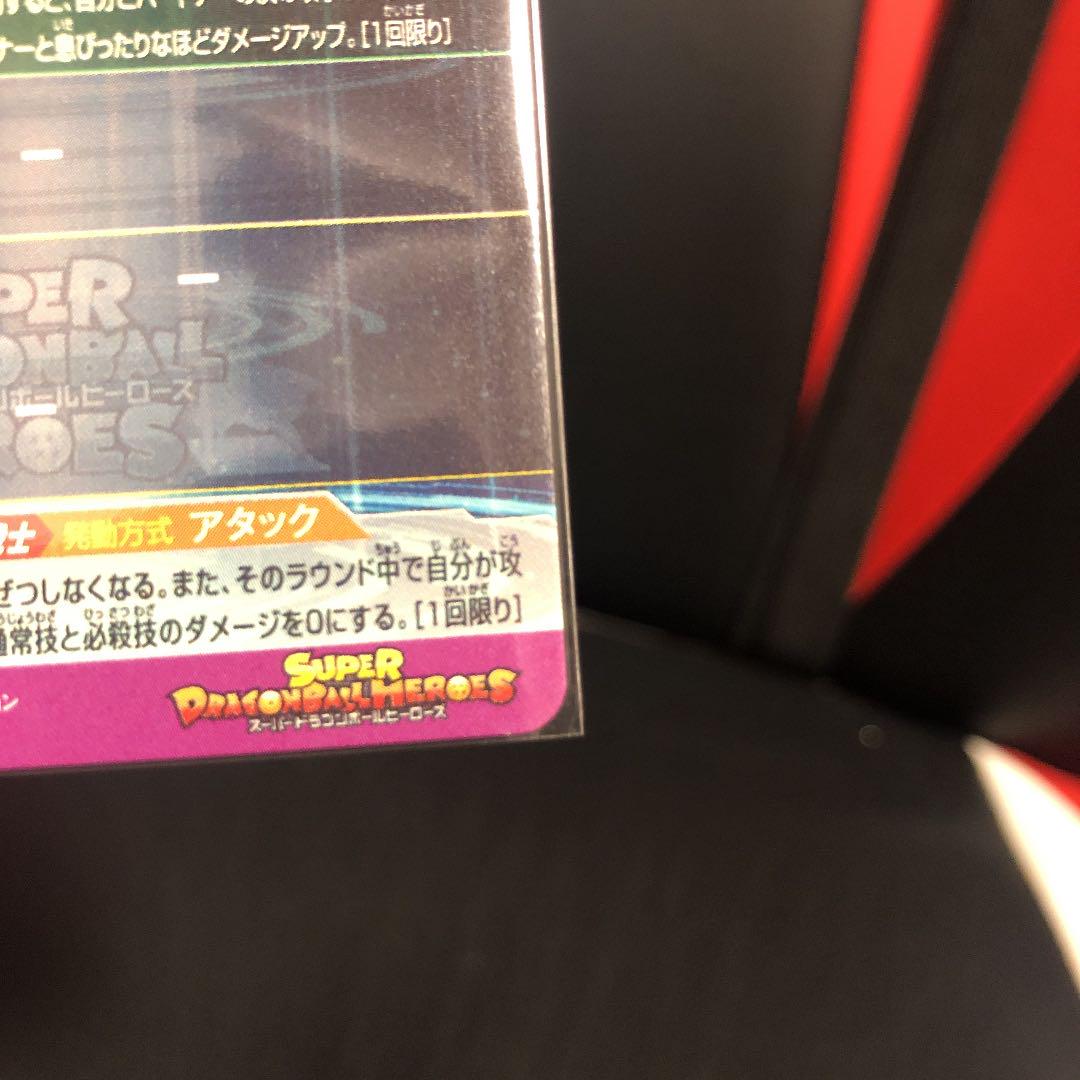 ナーと息ぴったりなほどダメージアップ。[1回限り]
SUPER
DRAGONBALL
ドラゴンボールヒーローズ
HEROES
士 発動方式 アタック
ぜつしなくなる。また、そのラウンド中で自分が攻
通常技と必殺技のダメージを0にする。[1回限り]
SUPER
DRAGONBALL HEROES
スーパードラゴンボールヒーローズ